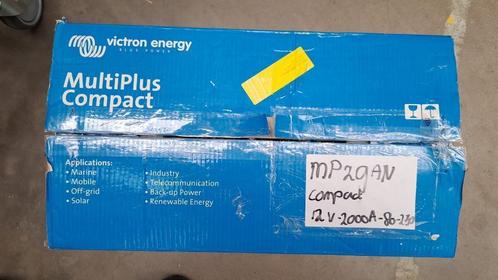 victron energy
BLUE POWER
MultiPlus
Compact
Applications:
• Marine
• Mobile
• Off-grid
• Solar
• Industry
• Telecommunication
• Back-up Power
• Renewable Energy
MP29AN
compact
12V-2000A-80-230